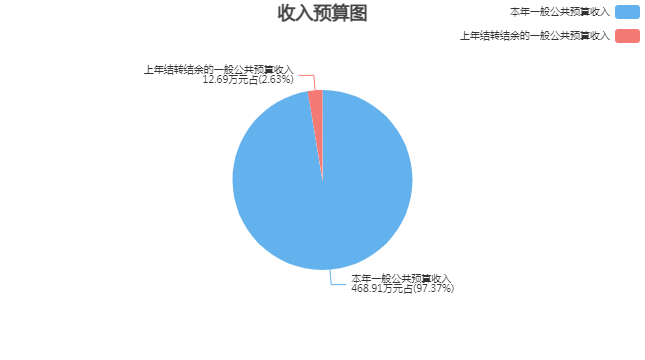 收入预算图
本年一般公共预算收入
上年结转结余的一般公共预算收入
上年结转结余的一般公共预算收入
12.69万元占(2.63%)
本年一般公共预算收入
468.91万元占(97.37%)